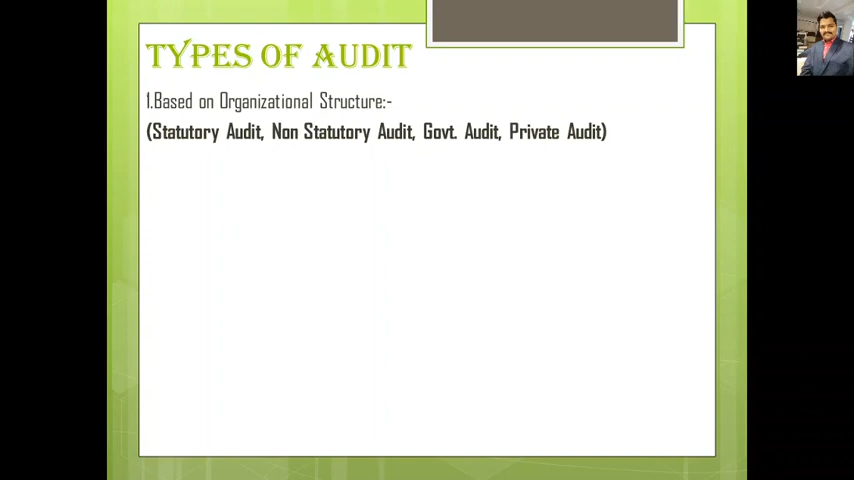 TYPES OF AUDIT
1.Based on Organizational Structure:-
(Statutory Audit, Non Statutory Audit, Govt. Audit, Private Audit)